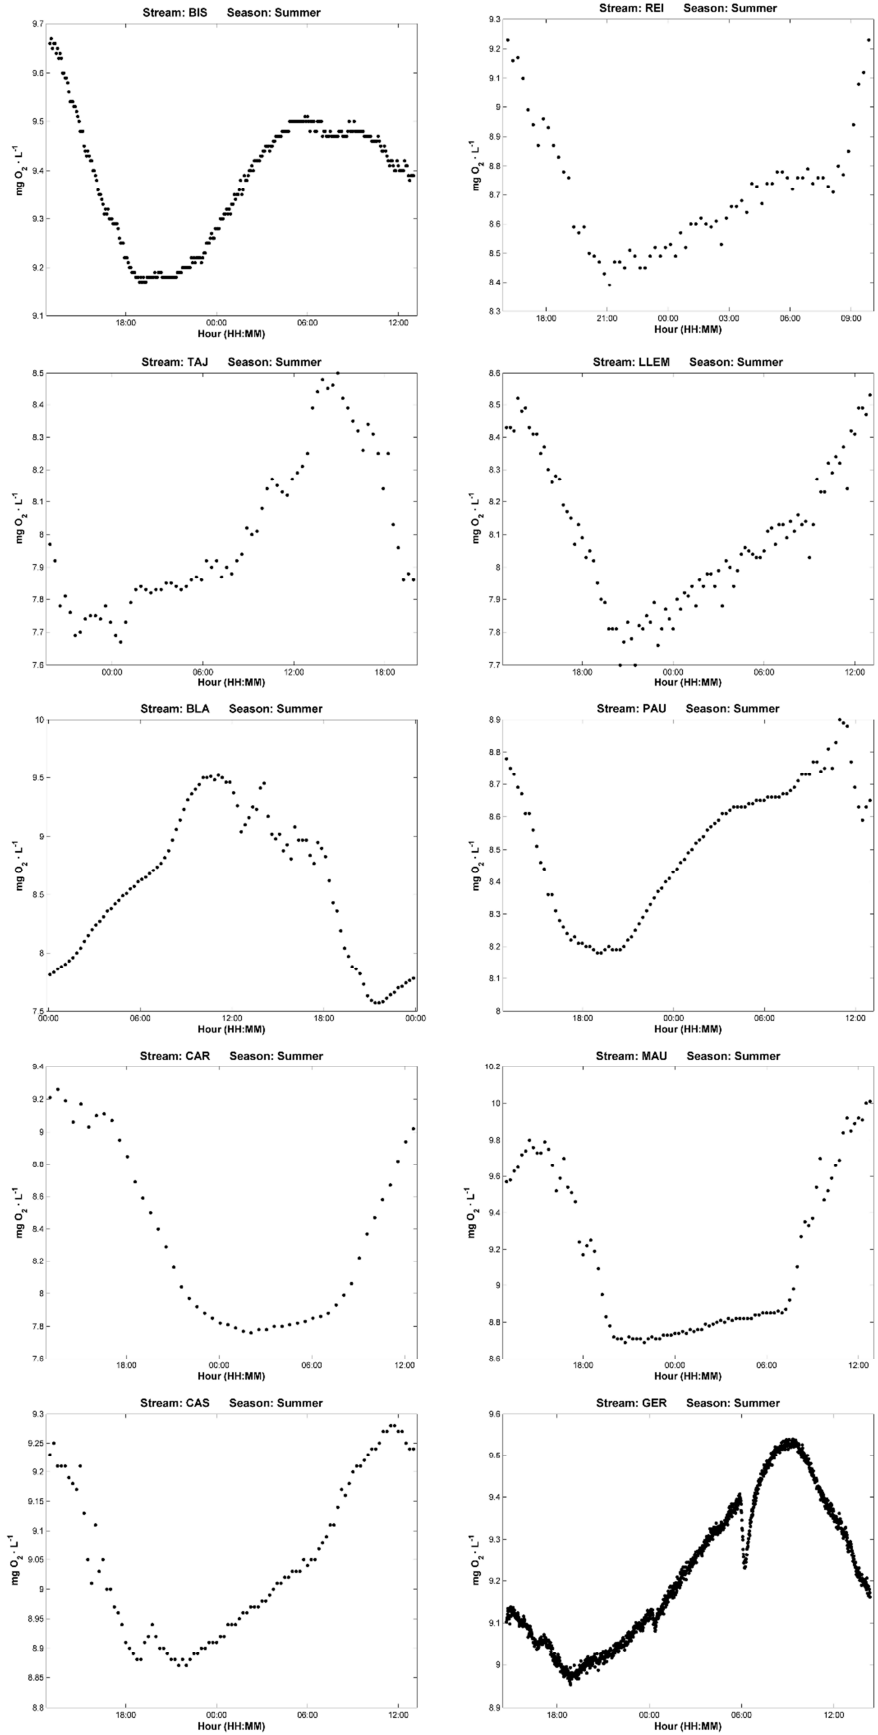 Stream: BIS Season: Summer
9.7
9.6
9.5
9.4
9.3
9.2
9.1
mg O2 · L-1
18:00 00:00 06:00 12:00
Hour (HH:MM)
Stream: REI Season: Summer
9.3
9.2
9.1
9
8.9
8.8
8.7
8.6
8.5
8.4
8.3
mg O2 · L-1
18:00 21:00 00:00 03:00 06:00 09:00
Hour (HH:MM)
Stream: TAJ Season: Summer
8.5
8.4
8.3
8.2
8.1
8
7.9
7.8
7.7
7.6
mg O2 · L-1
00:00 06:00 12:00 18:00
Hour (HH:MM)
Stream: LLEM Season: Summer
8.6
8.5
8.4
8.3
8.2
8.1
8
7.9
7.8
7.7
mg O2 · L-1
18:00 00:00 06:00 12:00
Hour (HH:MM)
Stream: BLA Season: Summer
10
9.5
9
8.5
8
7.5
mg O2 · L-1
00:00 06:00 12:00 18:00 00:00
Hour (HH:MM)
Stream: PAU Season: Summer
8.9
8.8
8.7
8.6
8.5
8.4
8.3
8.2
8.1
8
mg O2 · L-1
18:00 00:00 06:00 12:00
Hour (HH:MM)
Stream: CAR Season: Summer
9.4
9.2
9
8.8
8.6
8.4
8.2
8
7.8
7.6
mg O2 · L-1
18:00 00:00 06:00 12:00
Hour (HH:MM)
Stream: MAU Season: Summer
10.2
10
9.8
9.6
9.4
9.2
9
8.8
8.6
mg O2 · L-1
18:00 00:00 06:00 12:00
Hour (HH:MM)
Stream: CAS Season: Summer
9.3
9.25
9.2
9.15
9.1
9.05
9
8.95
8.9
8.85
8.8
mg O2 · L-1
18:00 00:00 06:00 12:00
Hour (HH:MM)
Stream: GER Season: Summer
9.6
9.5
9.4
9.3
9.2
9.1
9
8.9
mg O2 · L-1
18:00 00:00 06:00 12:00
Hour (HH:MM)